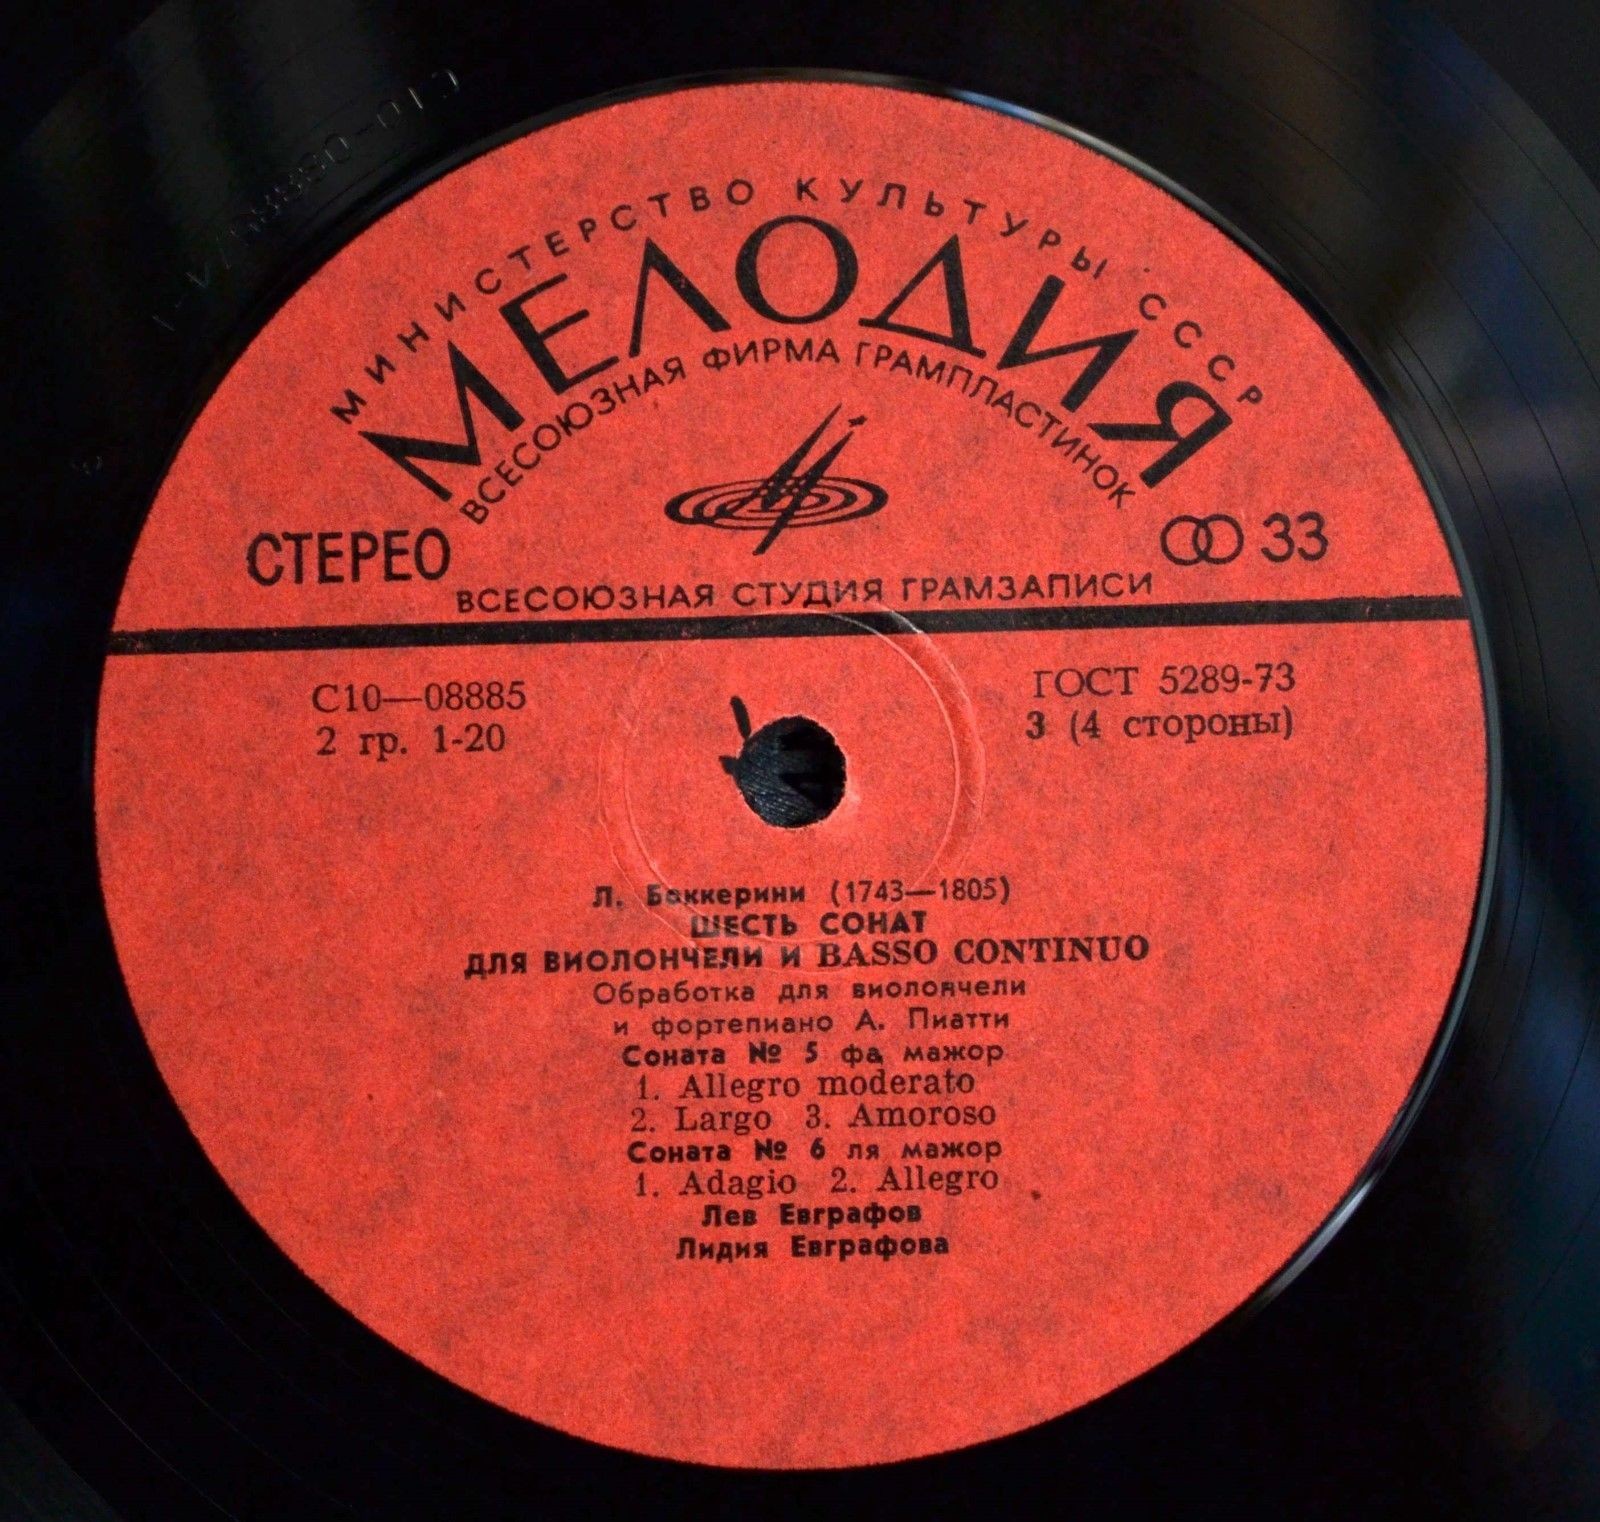 МИНИСТЕРСТВО КУЛЬТУРЫ СССР
МЕЛОДИЯ
ВСЕСОЮЗНАЯ ФИРМА ГРАМПЛАСТИНОК
СТЕРЕО
33
ВСЕСОЮЗНАЯ СТУДИЯ ГРАМЗАПИСИ
С10—08885
ГОСТ 5289-73
2 гр. 1-20
3 (4 стороны)
Л. Боккерини (1743—1805)
ШЕСТЬ СОНАТ
ДЛЯ ВИОЛОНЧЕЛИ И BASSO CONTINUO
Обработка для виолончели
и фортепиано А. Пиатти
Соната № 5 фа мажор
1. Allegro moderato
2. Largo 3. Amoroso
Соната № 6 ля мажор
1. Adagio 2. Allegro
Лев Евграфов
Лидия Евграфова